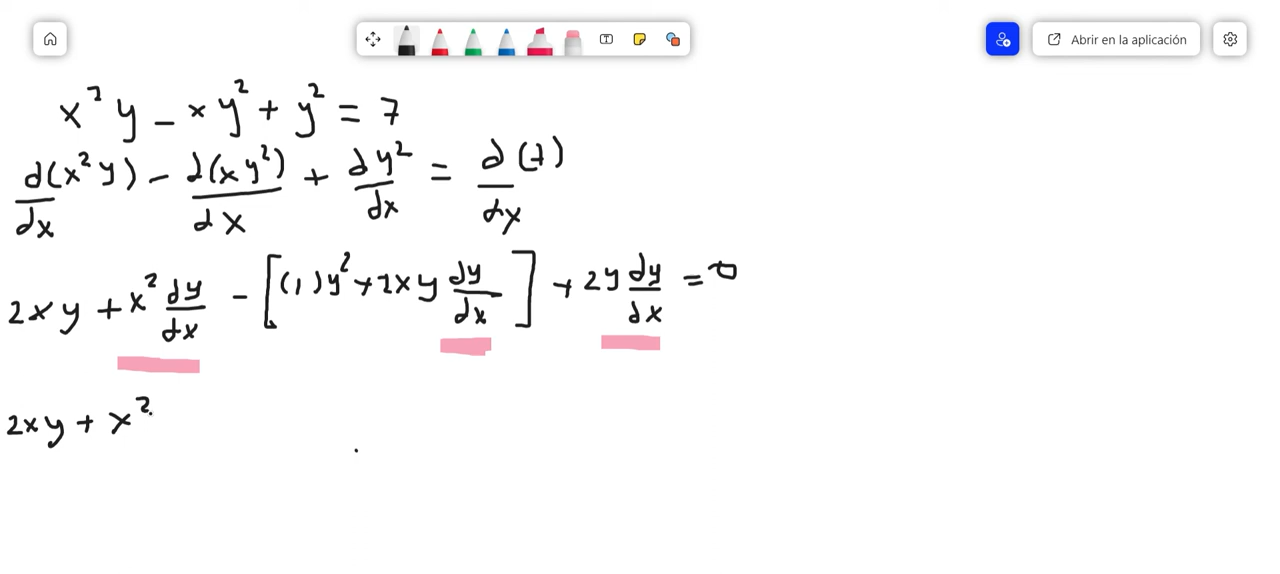 Abrir en la aplicación
x²y - xy² + y² = 7
d(x²y)/dx - d(xy²)/dx + dy²/dx = d(7)/dx
2xy + x² dy/dx - [(1)y² + 2xy dy/dx] + 2y dy/dx = 0
2xy + x²